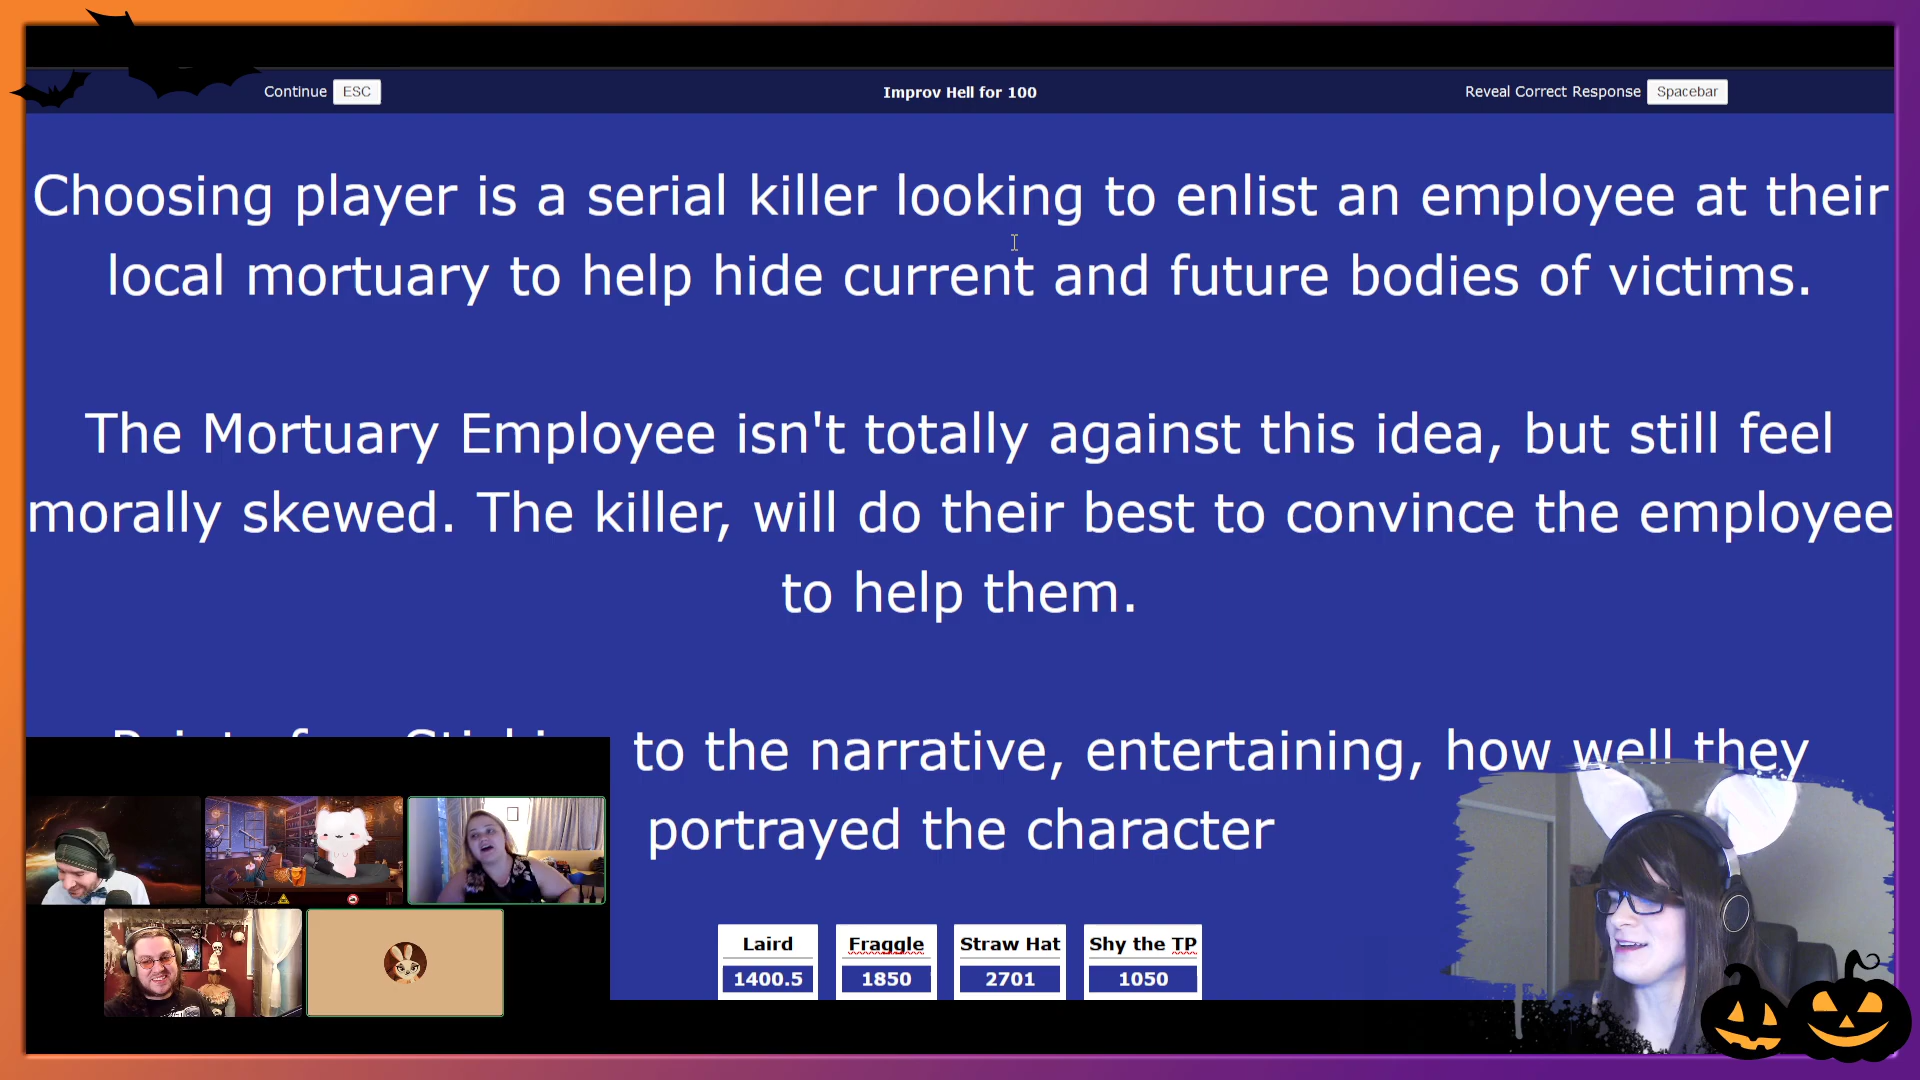 Continue ESC Improv Hell for 100 Reveal Correct Response Spacebar
Choosing player is a serial killer looking to enlist an employee at their
local mortuary to help hide current and future bodies of victims.
The Mortuary Employee isn't totally against this idea, but still feel
morally skewed. The killer, will do their best to convince the employee
to help them.
to the narrative, entertaining, how well they
portrayed the character
Laird Fraggle Straw Hat Shy the TP
1400.5 1850 2701 1050